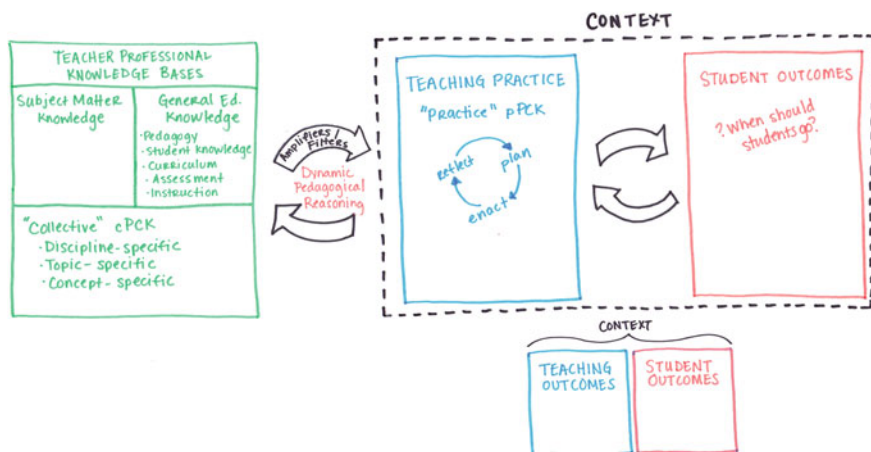 CONTEXT
TEACHER PROFESSIONAL
KNOWLEDGE BASES
Subject Matter
Knowledge
General Ed.
Knowledge
·Pedagogy
·Student knowledge
·Curriculum
·Assessment
·Instruction
"Collective" cPCK
·Discipline-specific
·Topic-specific
·Concept-specific
Amplifiers/
Filters
Dynamic
Pedagogical
Reasoning
TEACHING PRACTICE
"practice" pPCK
reflect
plan
enact
STUDENT OUTCOMES
? when should
students go?
CONTEXT
TEACHING
OUTCOMES
STUDENT
OUTCOMES